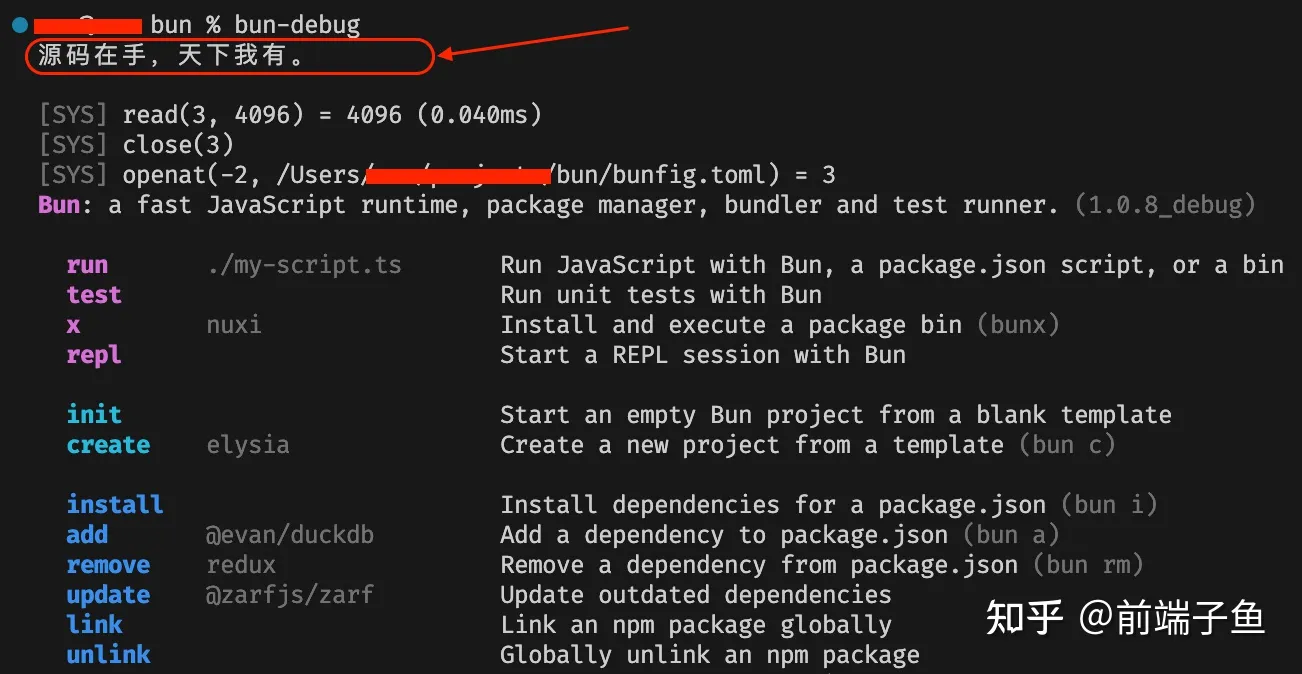 bun % bun-debug
源码在手，天下我有。
[SYS] read(3, 4096) = 4096 (0.040ms)
[SYS] close(3)
[SYS] openat(-2, /Users/ /bun/bunfig.toml) = 3
Bun: a fast JavaScript runtime, package manager, bundler and test runner. (1.0.8_debug)
run ./my-script.ts Run JavaScript with Bun, a package.json script, or a bin
test Run unit tests with Bun
x nuxi Install and execute a package bin (bunx)
repl Start a REPL session with Bun
init Start an empty Bun project from a blank template
create elysia Create a new project from a template (bun c)
install Install dependencies for a package.json (bun i)
add @evan/duckdb Add a dependency to package.json (bun a)
remove redux Remove a dependency from package.json (bun rm)
update @zarfjs/zarf Update outdated dependencies
link Link an npm package globally
unlink Globally unlink an npm package
知乎 @前端子鱼